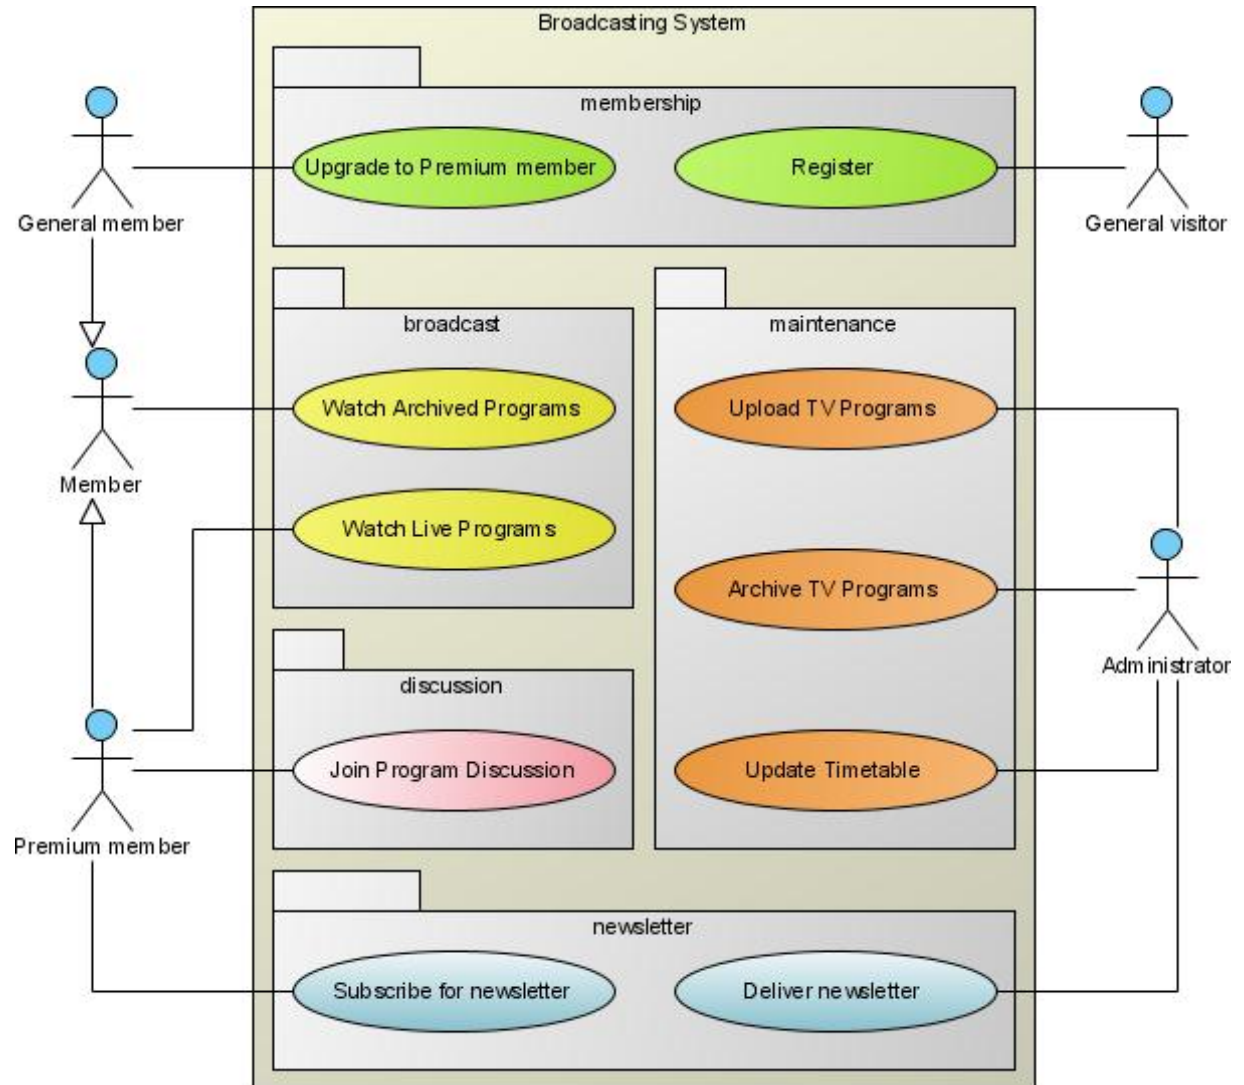 Broadcasting System
membership
Upgrade to Premium member
Register
General member
General visitor
broadcast
maintenance
Watch Archived Programs
Upload TV Programs
Member
Watch Live Programs
Archive TV Programs
Administrator
discussion
Join Program Discussion
Update Timetable
Premium member
newsletter
Subscribe for newsletter
Deliver newsletter